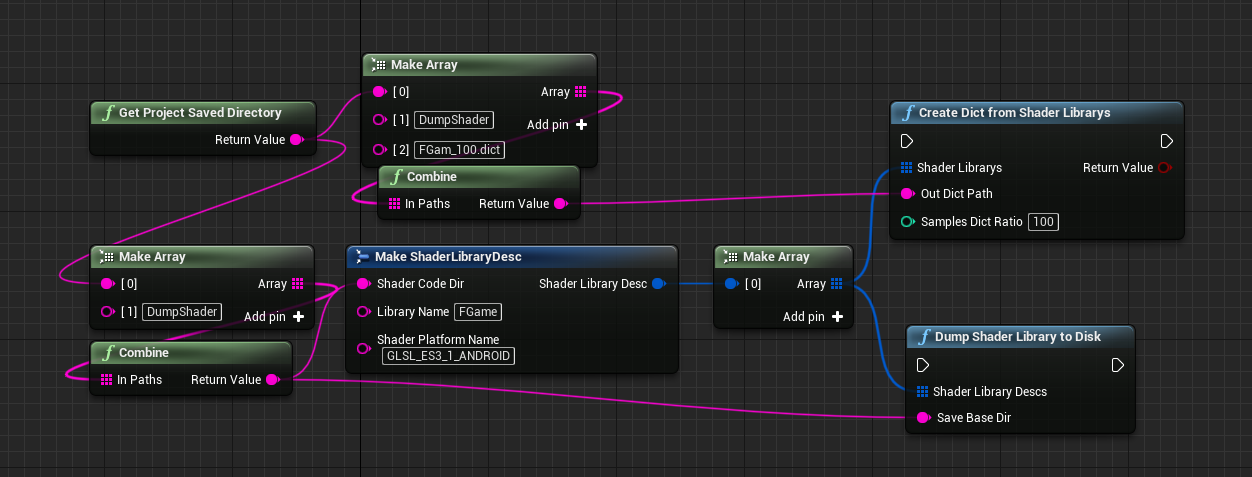 Get Project Saved Directory
Return Value
Make Array
[0]
Array
[1] DumpShader
Add pin
[2] FGam_100.dict
Combine
In Paths
Return Value
Create Dict from Shader Librarys
Shader Librarys
Return Value
Out Dict Path
Samples Dict Ratio 100
Make Array
[0]
Array
[1] DumpShader
Add pin
Combine
In Paths
Return Value
Make ShaderLibraryDesc
Shader Code Dir
Shader Library Desc
Library Name FGame
Shader Platform Name
GLSL_ES3_1_ANDROID
Make Array
[0]
Array
Add pin
Dump Shader Library to Disk
Shader Library Descs
Save Base Dir